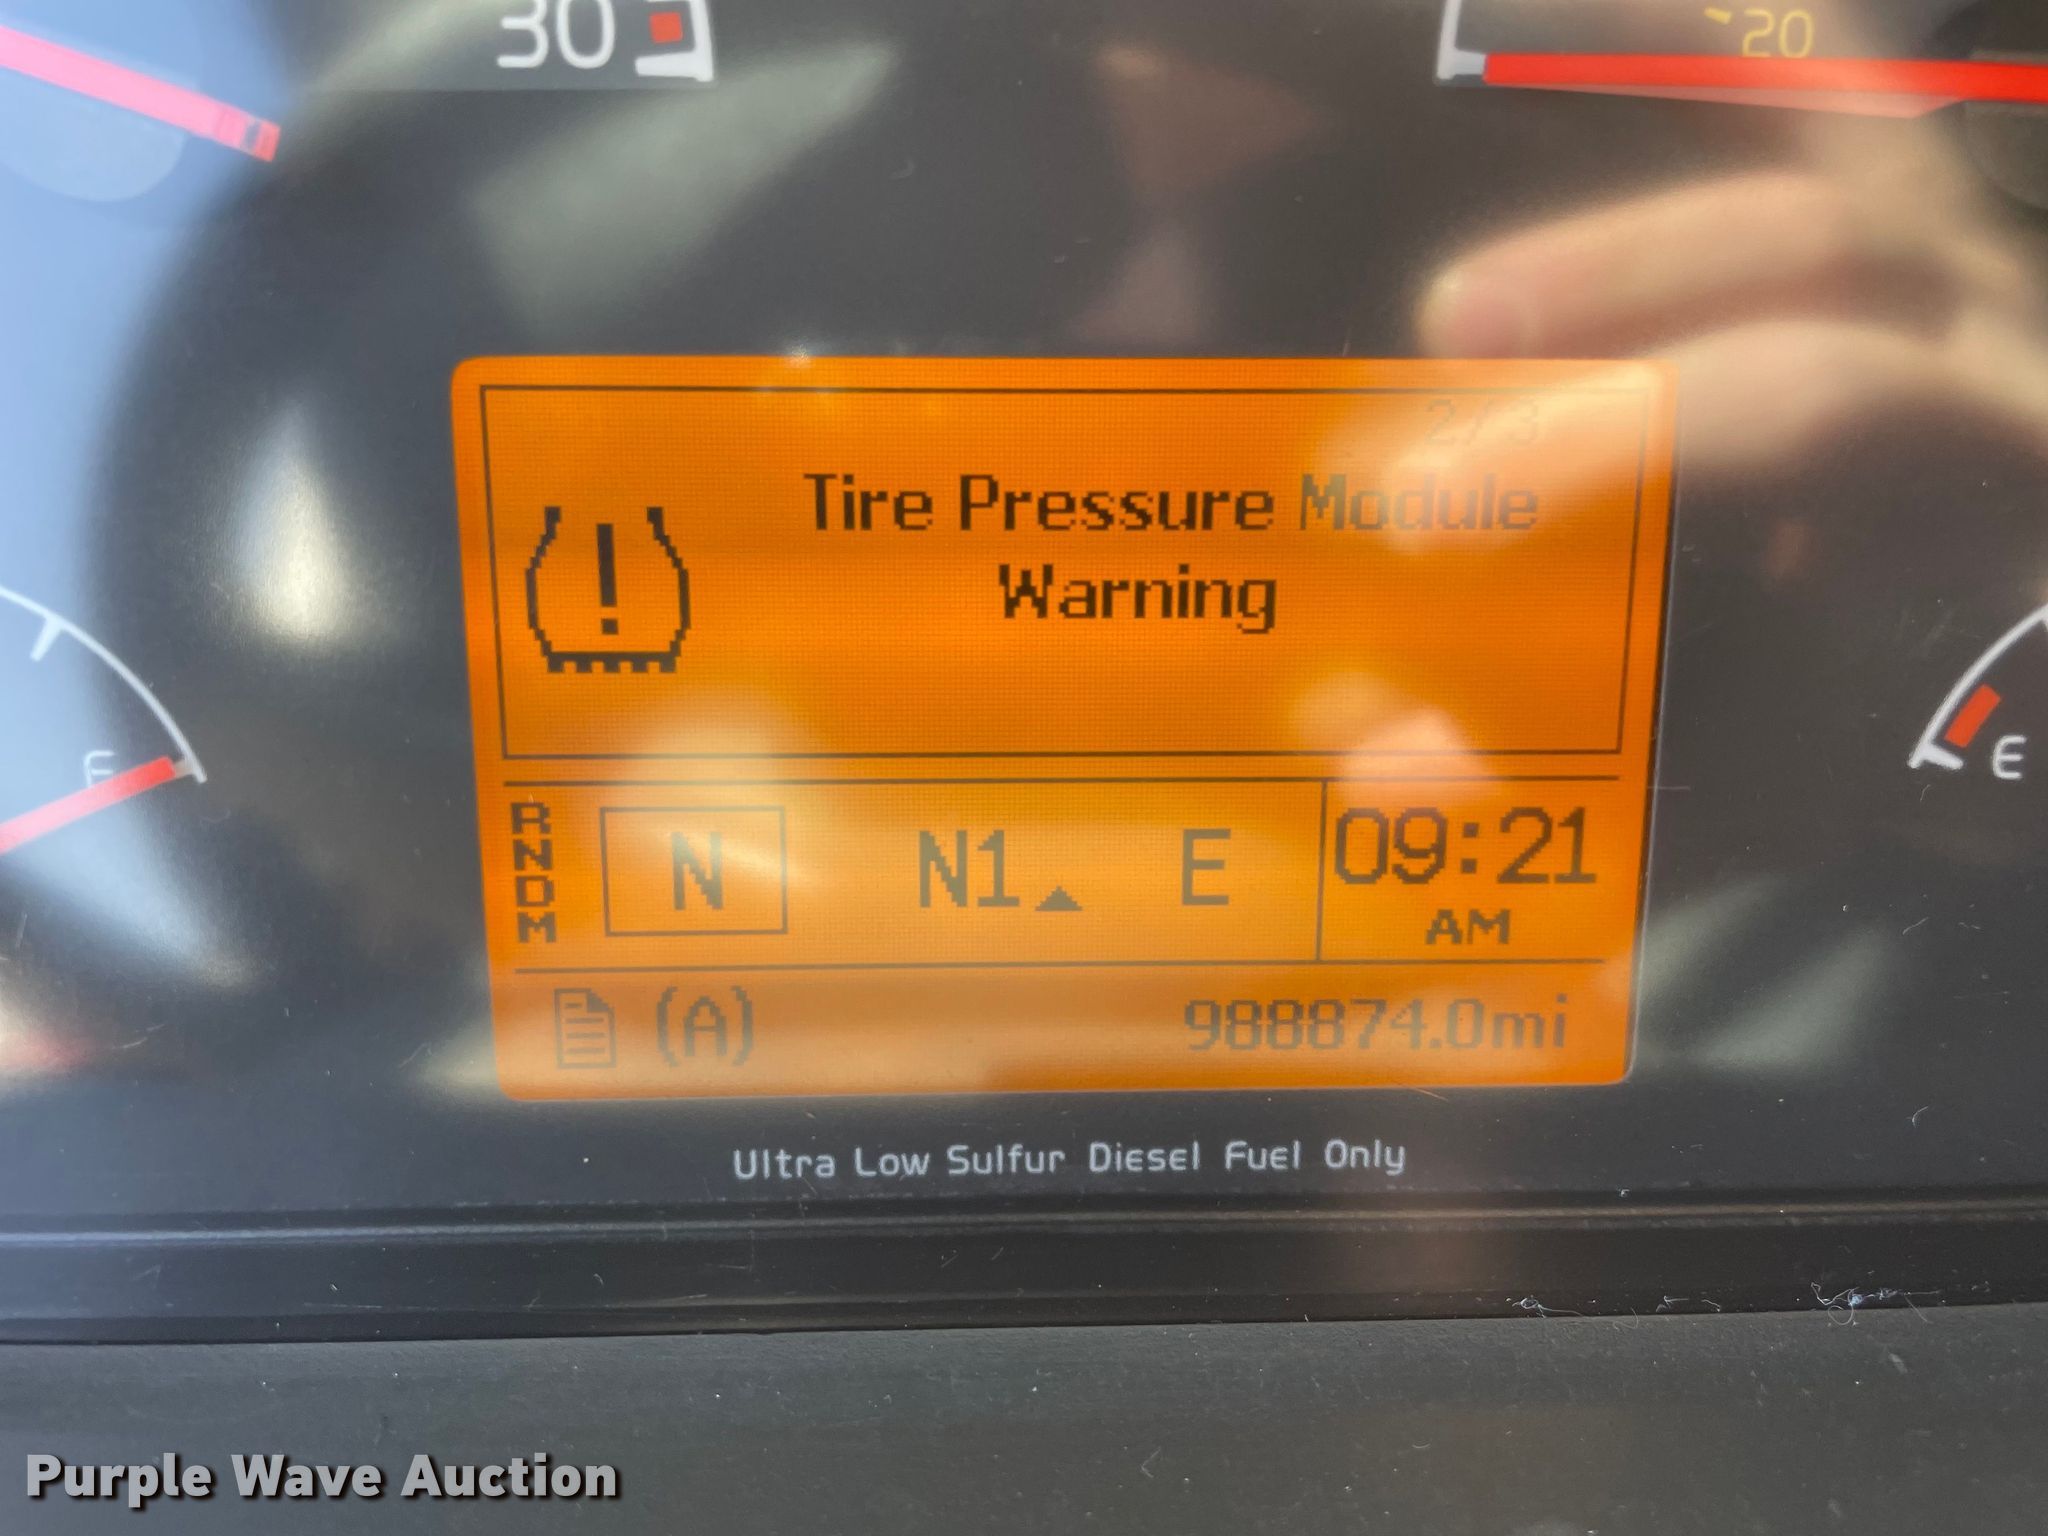 30
20
2/3
Tire Pressure Module
Warning
!
E
E
RNDM
N N1 E
09:21
AM
(A) 988874.0mi
Ultra Low Sulfur Diesel Fuel Only
Purple Wave Auction